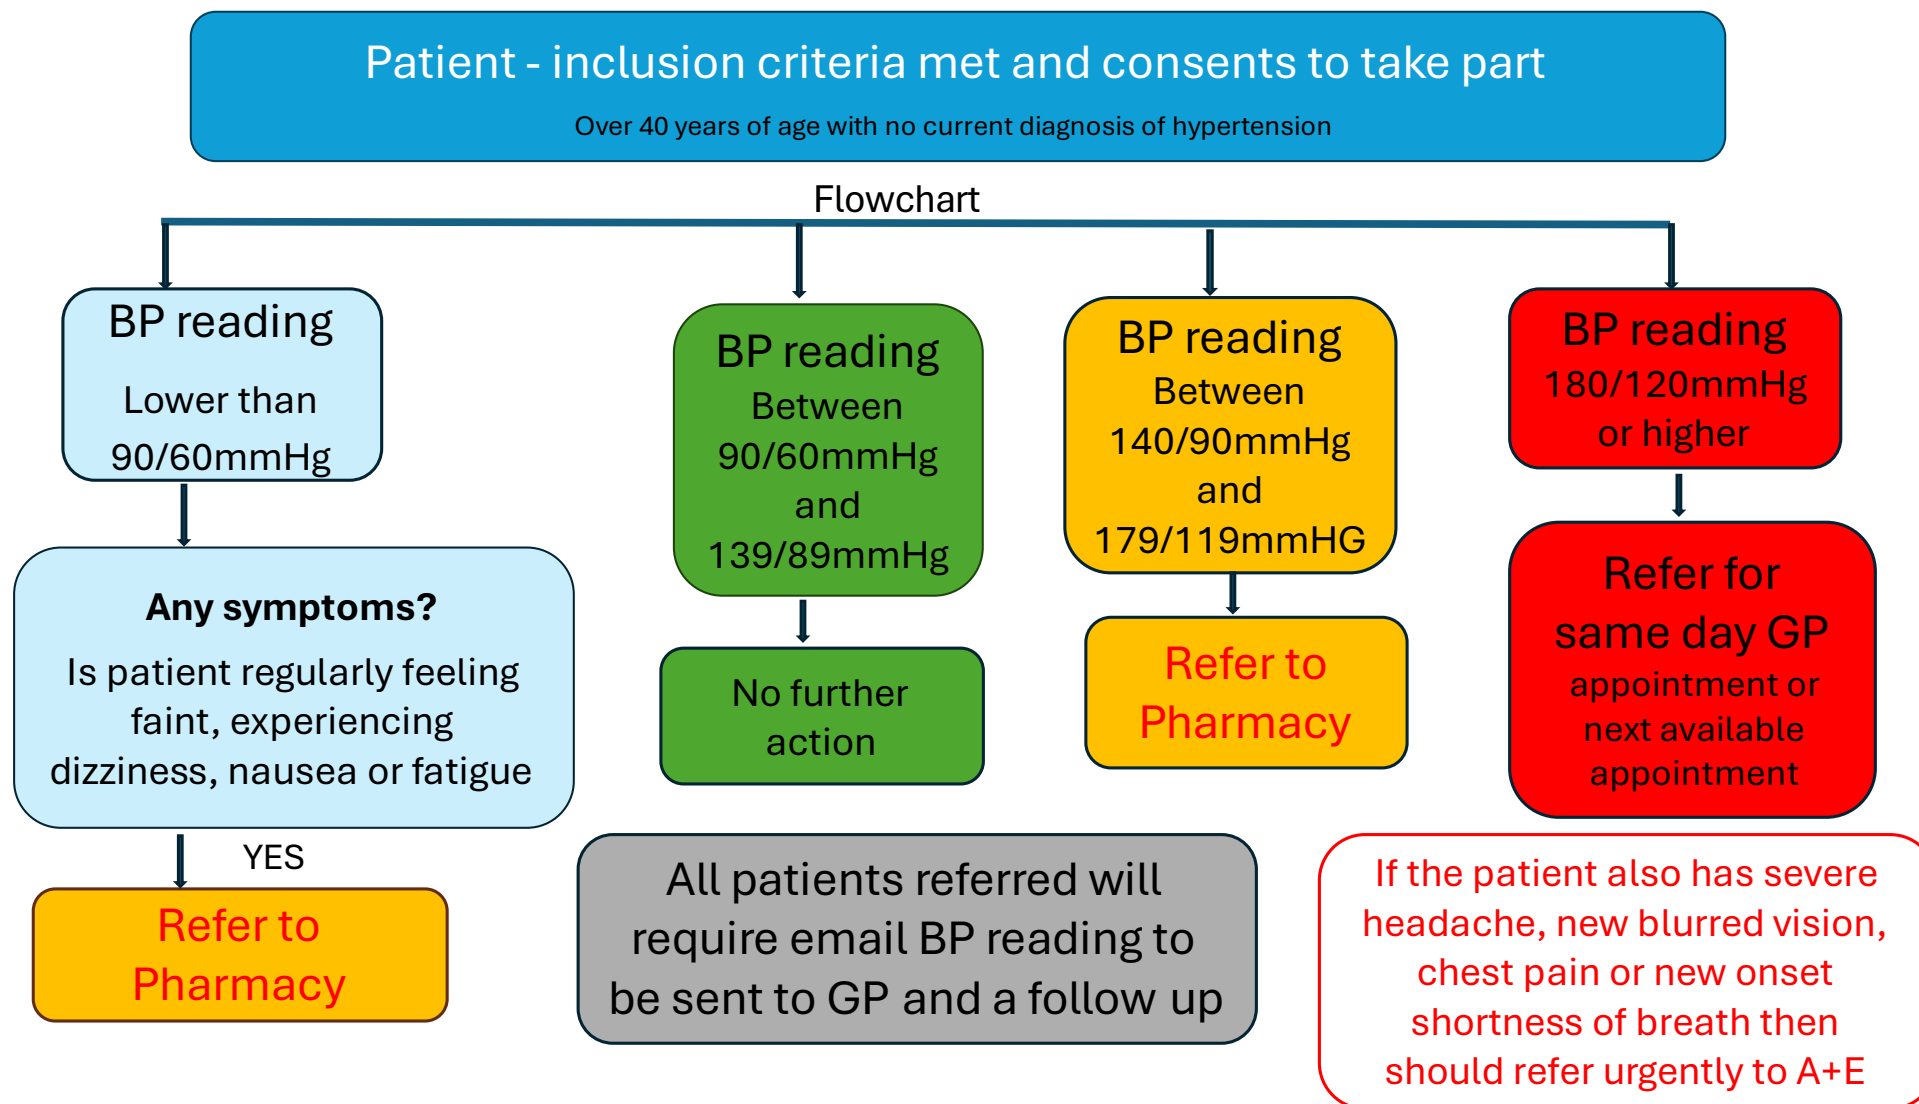 Patient - inclusion criteria met and consents to take part
Over 40 years of age with no current diagnosis of hypertension
Flowchart
BP reading
Lower than
90/60mmHg
Any symptoms?
Is patient regularly feeling
faint, experiencing
dizziness, nausea or fatigue
YES
Refer to
Pharmacy
BP reading
Between
90/60mmHg
and
139/89mmHg
No further
action
BP reading
Between
140/90mmHg
and
179/119mmHG
Refer to
Pharmacy
BP reading
180/120mmHg
or higher
Refer for
same day GP
appointment or
next available
appointment
All patients referred will
require email BP reading to
be sent to GP and a follow up
If the patient also has severe
headache, new blurred vision,
chest pain or new onset
shortness of breath then
should refer urgently to A+E